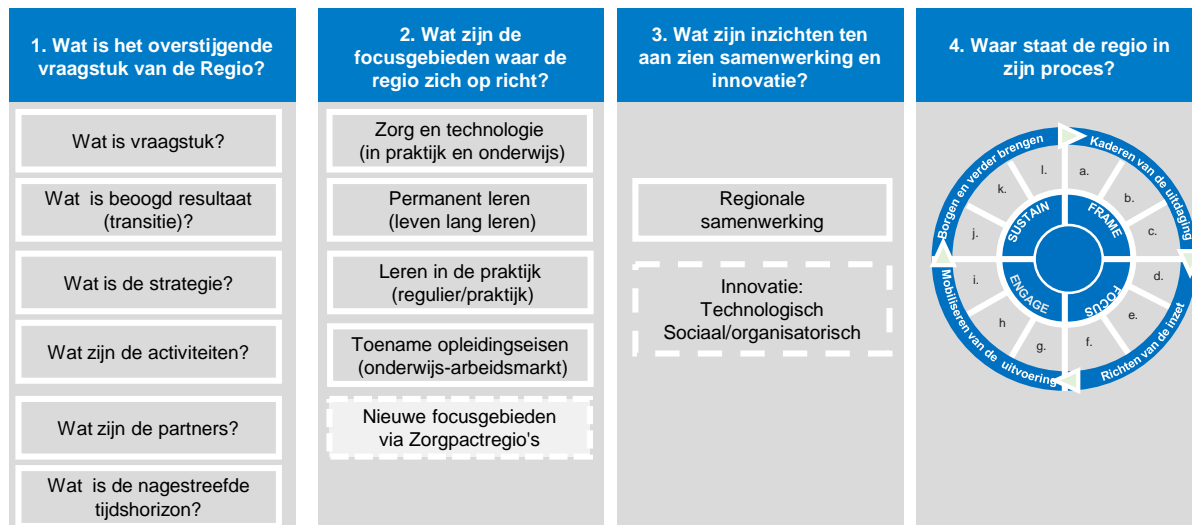 1. Wat is het overstijgende
vraagstuk van de Regio?
Wat is vraagstuk?
Wat is beoogd resultaat
(transitie)?
Wat is de strategie?
Wat zijn de activiteiten?
Wat zijn de partners?
Wat is de nagestreefde
tijdshorizon?
2. Wat zijn de
focusgebieden waar de
regio zich op richt?
Zorg en technologie
(in praktijk en onderwijs)
Permanent leren
(leven lang leren)
Leren in de praktijk
(regulier/praktijk)
Toename opleidingseisen
(onderwijs-arbeidsmarkt)
Nieuwe focusgebieden
via Zorgpactregio's
3. Wat zijn inzichten ten
aan zien samenwerking en
innovatie?
Regionale
samenwerking
Innovatie:
Technologisch
Sociaal/organisatorisch
4. Waar staat de regio in
zijn proces?
Kaderen van de uitdaging
Richten van de inzet
Mobiliseren van de uitvoering
Borgen en verder brengen
a.
b.
c.
d.
e.
f.
g.
h
i.
j.
k.
l.
FRAME
FOCUS
ENGAGE
SUSTAIN